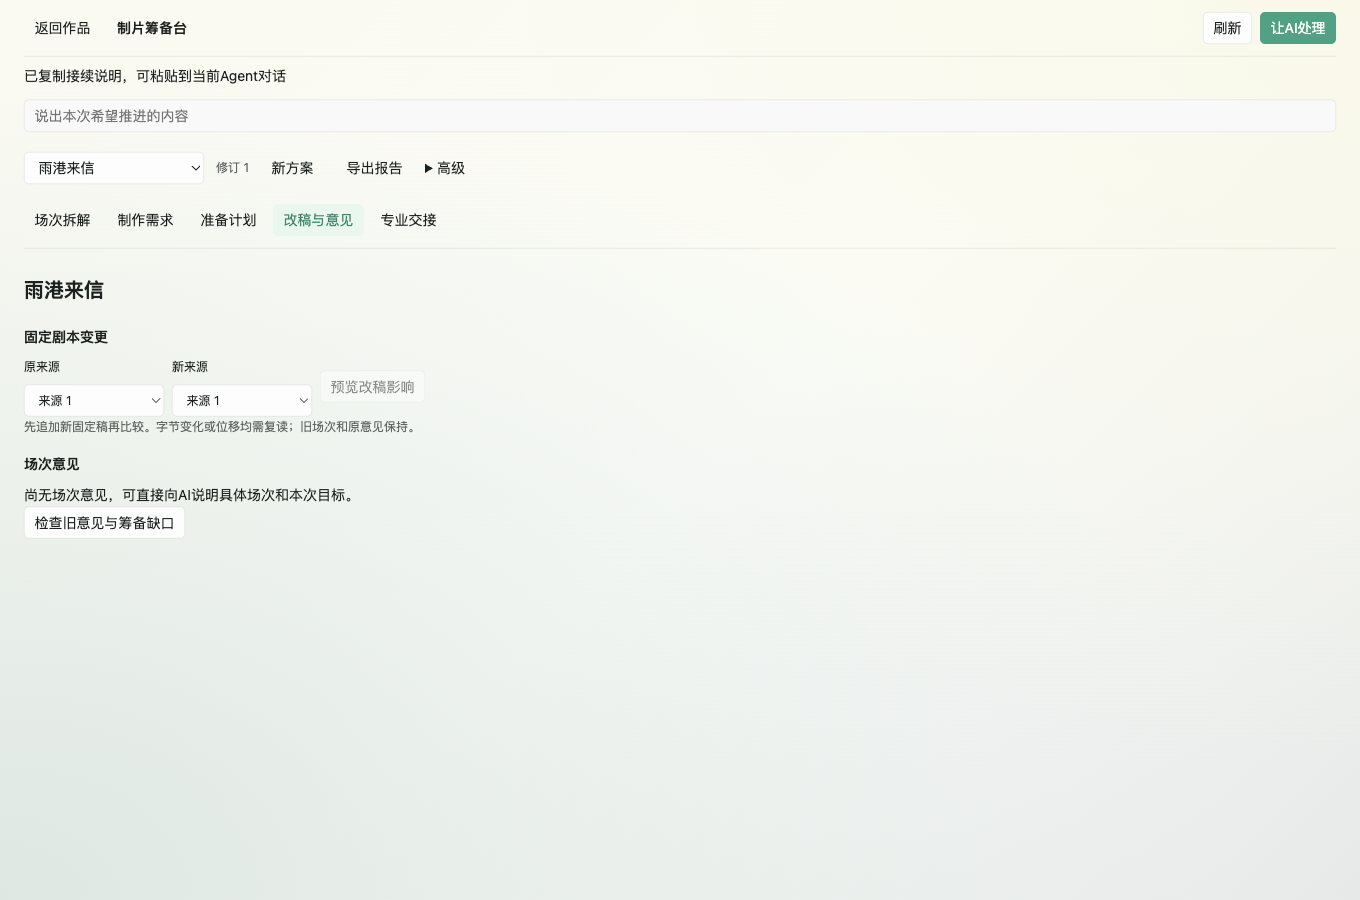 返回作品 制片筹备台 刷新 让AI处理
已复制接续说明，可粘贴到当前Agent对话
说出本次希望推进的内容
雨港来信 修订 1 新方案 导出报告 ▶ 高级
场次拆解 制作需求 准备计划 改稿与意见 专业交接
雨港来信
固定剧本变更
原来源 新来源
来源 1 来源 1 预览改稿影响
先追加新固定稿再比较。字节变化或位移均需复读；旧场次和原意见保持。
场次意见
尚无场次意见，可直接向AI说明具体场次和本次目标。
检查旧意见与筹备缺口